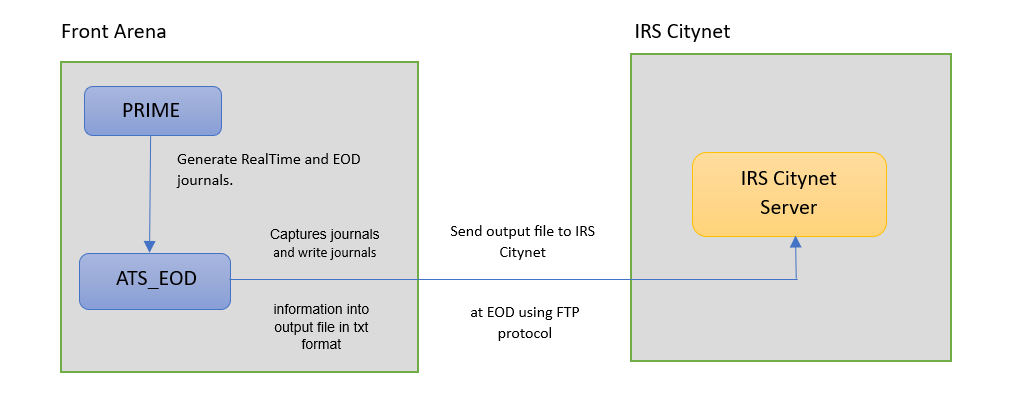 Front Arena
IRS Citynet
PRIME
Generate RealTime and EOD
journals.
IRS Citynet
Server
Captures journals
and write journals
Send output file to IRS
Citynet
ATS_EOD
information into
output file in txt
format
at EOD using FTP
protocol